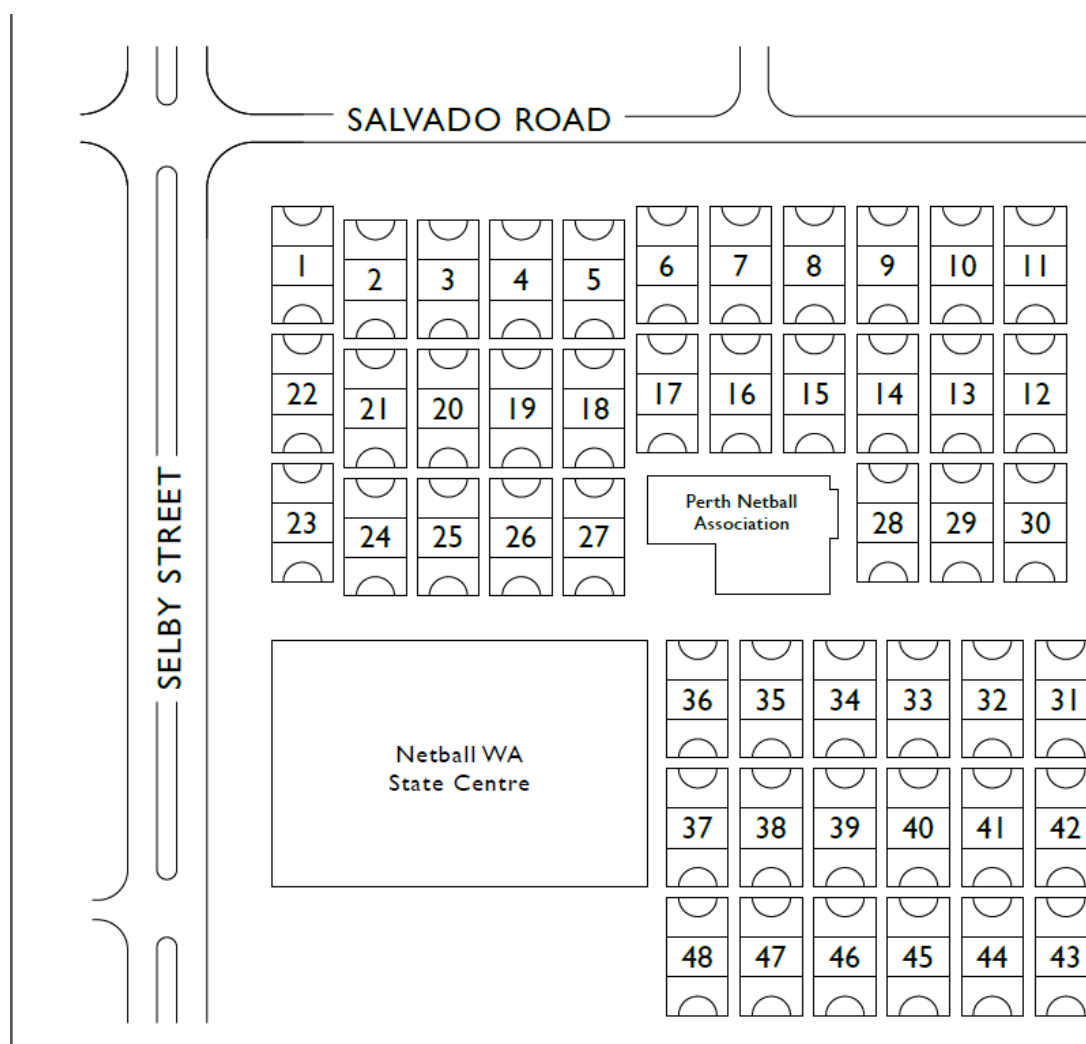 SALVADO ROAD
1 2 3 4 5 6 7 8 9 10 11
22 21 20 19 18 17 16 15 14 13 12
23 24 25 26 27 Perth Netball 28 29 30
Association
SELBY STREET
36 35 34 33 32 31
Netball WA
State Centre
37 38 39 40 41 42
48 47 46 45 44 43